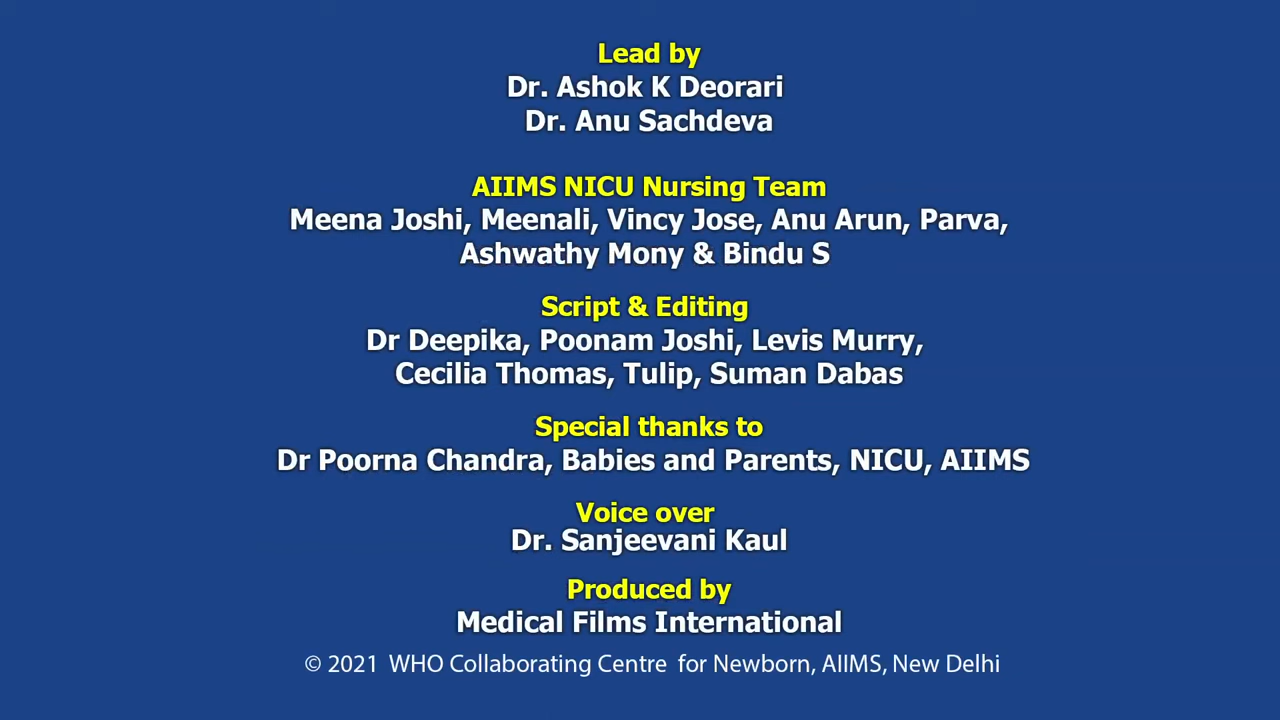 Lead by
Dr. Ashok K Deorari
Dr. Anu Sachdeva
AIIMS NICU Nursing Team
Meena Joshi, Meenali, Vincy Jose, Anu Arun, Parva,
Ashwathy Mony & Bindu S
Script & Editing
Dr Deepika, Poonam Joshi, Levis Murry,
Cecilia Thomas, Tulip, Suman Dabas
Special thanks to
Dr Poorna Chandra, Babies and Parents, NICU, AIIMS
Voice over
Dr. Sanjeevani Kaul
Produced by
Medical Films International
© 2021 WHO Collaborating Centre for Newborn, AIIMS, New Delhi